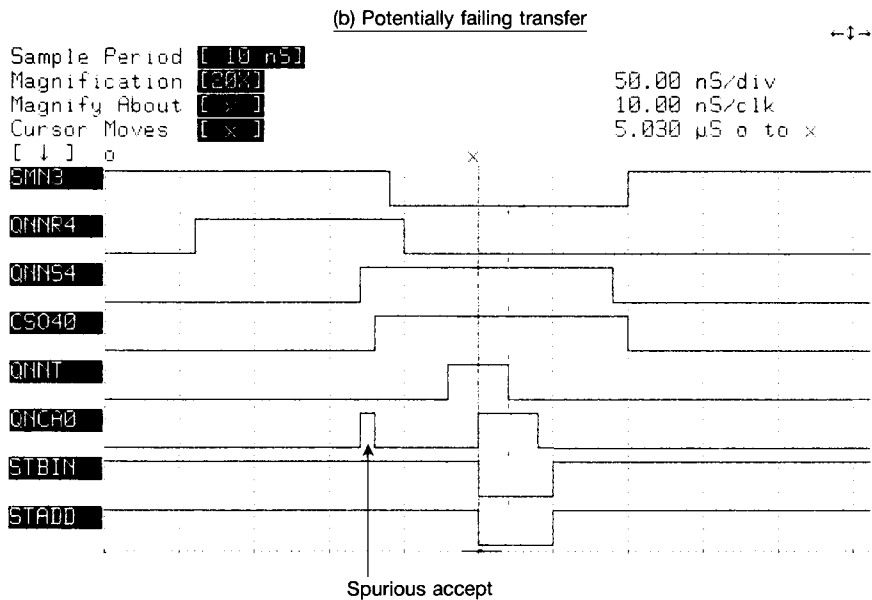 (b) Potentially failing transfer
←↕→
Sample Period [ 10 nS]
Magnification [20X] 50.00 nS/div
Magnify About [ x ] 10.00 nS/clk
Cursor Moves [ x ] 5.030 µS o to x
[ ↓ ] o x
SMN3
QNNR4
QNNS4
CSO40
QNNT
QNCA0
STBIN
STADD
Spurious accept